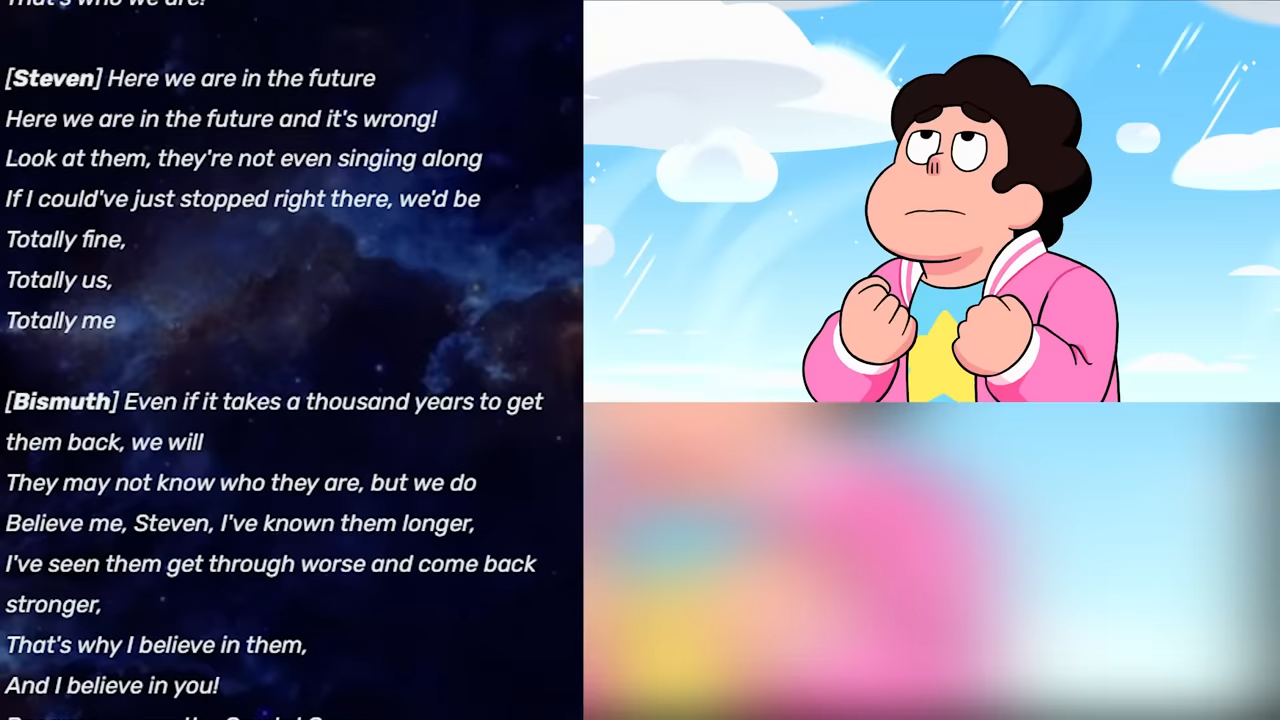 That's who we are!
[Steven] Here we are in the future
Here we are in the future and it's wrong!
Look at them, they're not even singing along
If I could've just stopped right there, we'd be
Totally fine,
Totally us,
Totally me
[Bismuth] Even if it takes a thousand years to get
them back, we will
They may not know who they are, but we do
Believe me, Steven, I've known them longer,
I've seen them get through worse and come back
stronger,
That's why I believe in them,
And I believe in you!